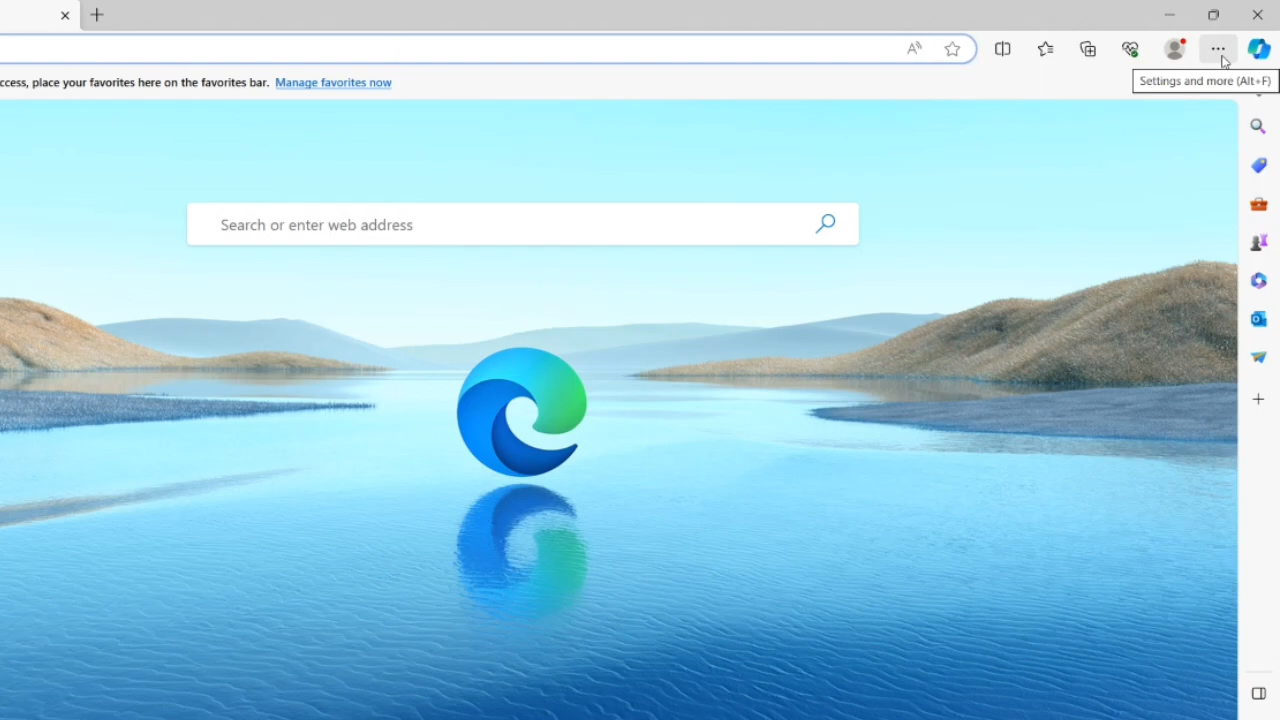 ccess, place your favorites here on the favorites bar. Manage favorites now
Settings and more (Alt+F)
Search or enter web address